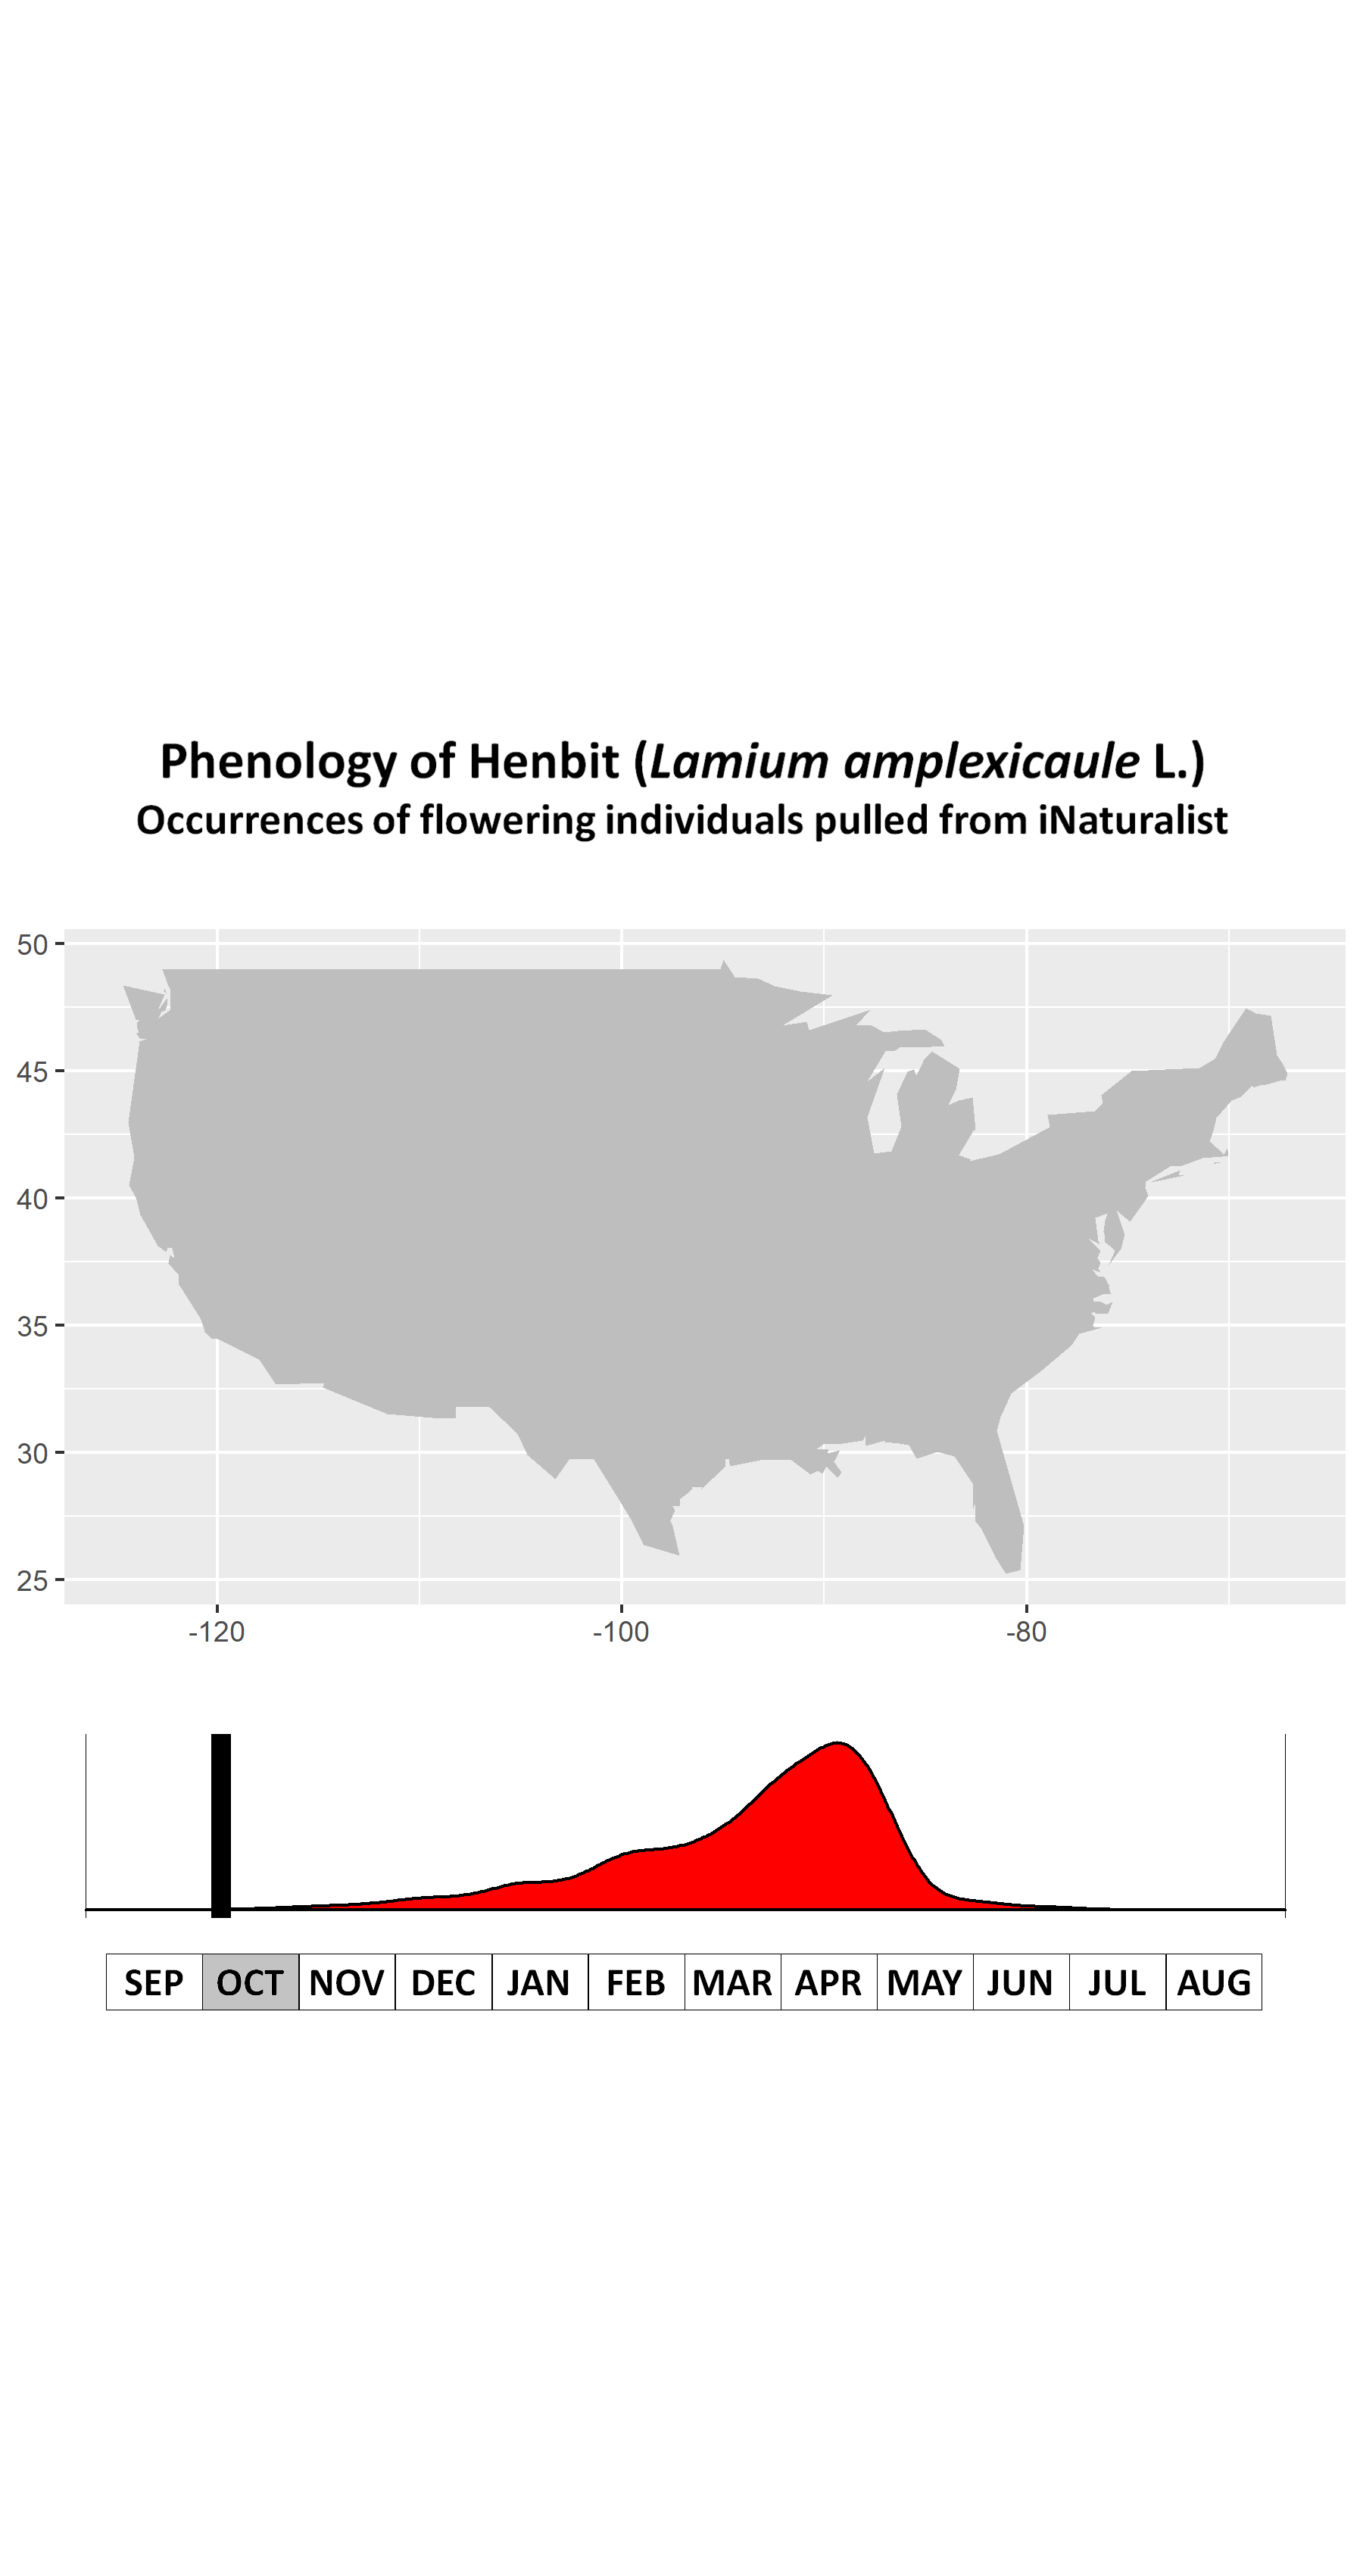 Phenology of Henbit (Lamium amplexicaule L.)
Occurrences of flowering individuals pulled from iNaturalist
50
45
40
35
30
25
-120 -100 -80
SEP OCT NOV DEC JAN FEB MAR APR MAY JUN JUL AUG